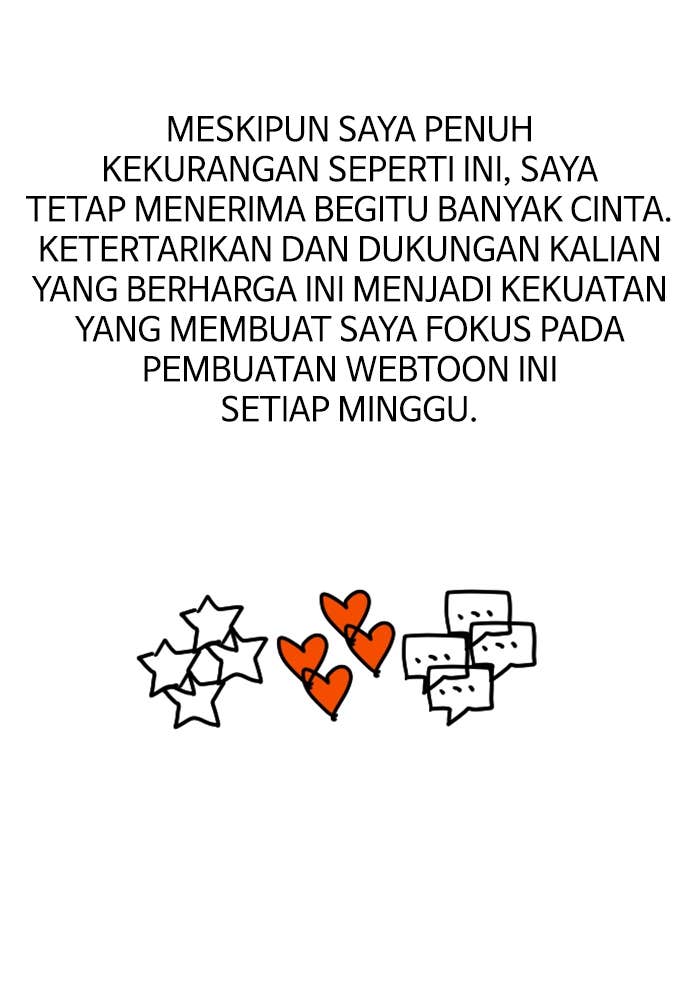 MESKIPUN SAYA PENUH
KEKURANGAN SEPERTI INI, SAYA
TETAP MENERIMA BEGITU BANYAK CINTA.
KETERTARIKAN DAN DUKUNGAN KALIAN
YANG BERHARGA INI MENJADI KEKUATAN
YANG MEMBUAT SAYA FOKUS PADA
PEMBUATAN WEBTOON INI
SETIAP MINGGU.